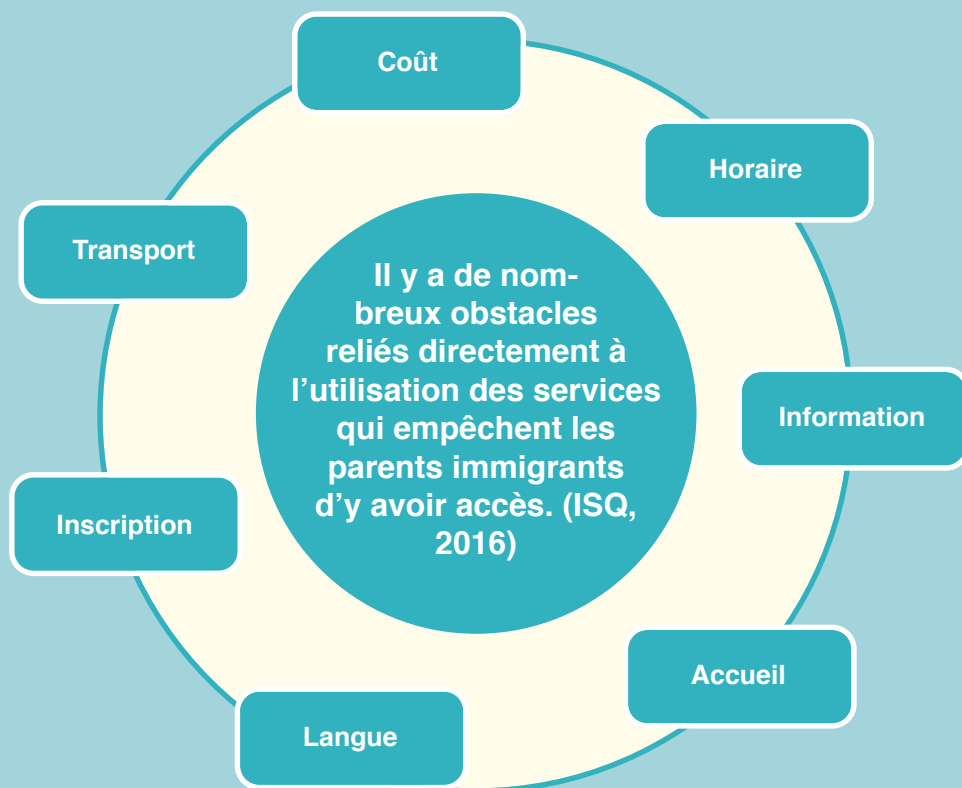 Coût
Horaire
Transport
Il y a de nom-
breux obstacles
reliés directement à
l’utilisation des services
qui empêchent les
parents immigrants
d’y avoir accès. (ISQ,
2016)
Information
Inscription
Accueil
Langue